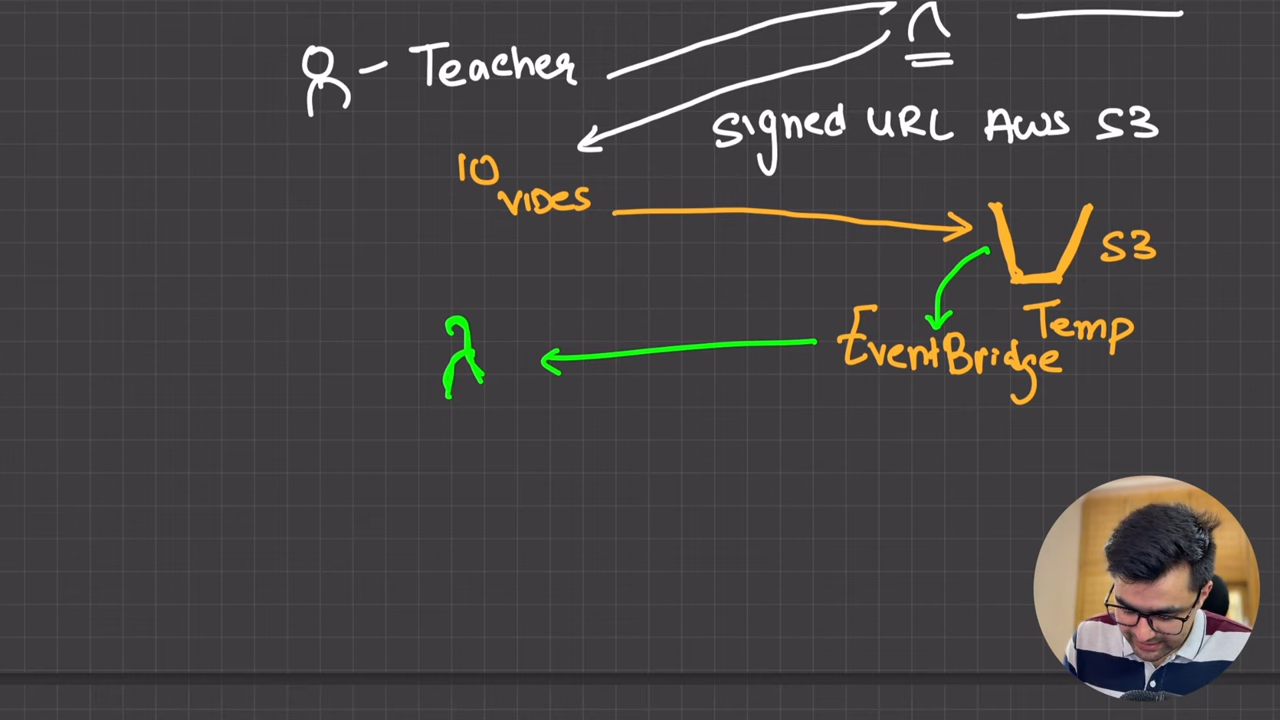 Teacher
Signed URL AWS S3
10
VIDES
S3
Temp
EventBridge
λ